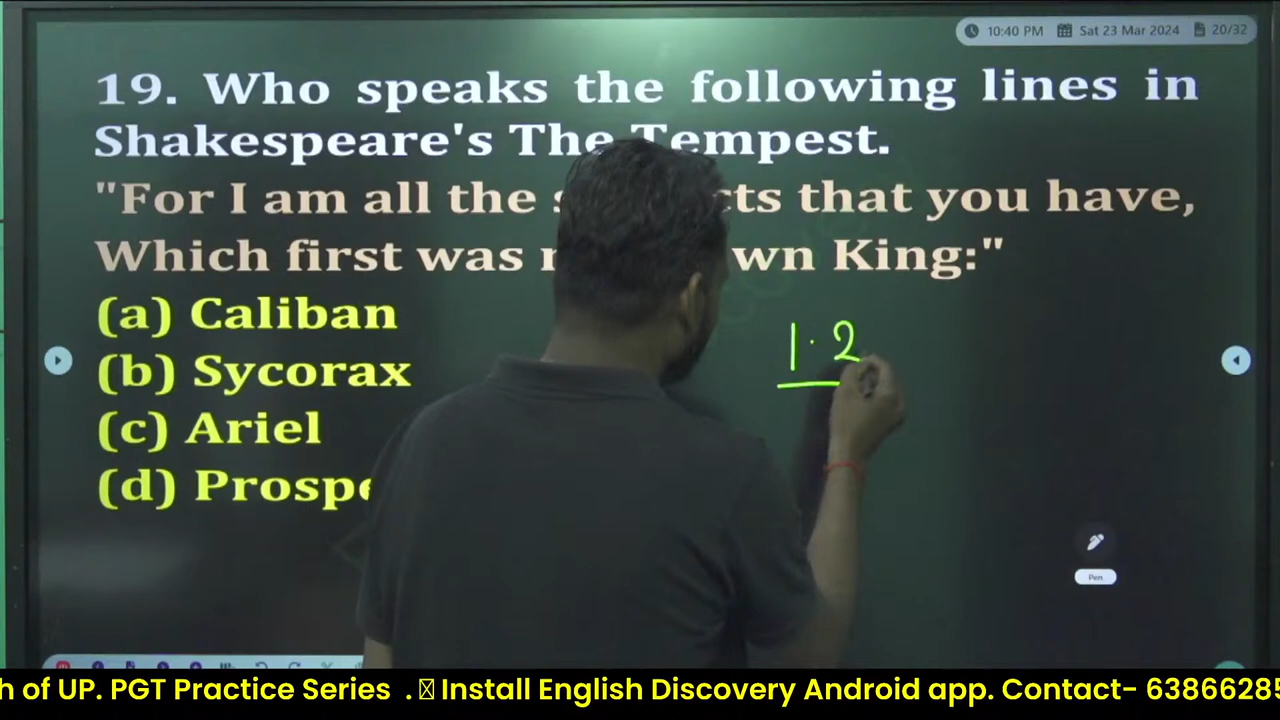 10:40 PM Sat 23 Mar 2024 20/32
19. Who speaks the following lines in
Shakespeare's The Tempest.
"For I am all the that you have,
Which first was King:"
(a) Caliban
(b) Sycorax
(c) Ariel
(d)
1.2
Pen
of UP. PGT Practice Series . Install English Discovery Android app. Contact-